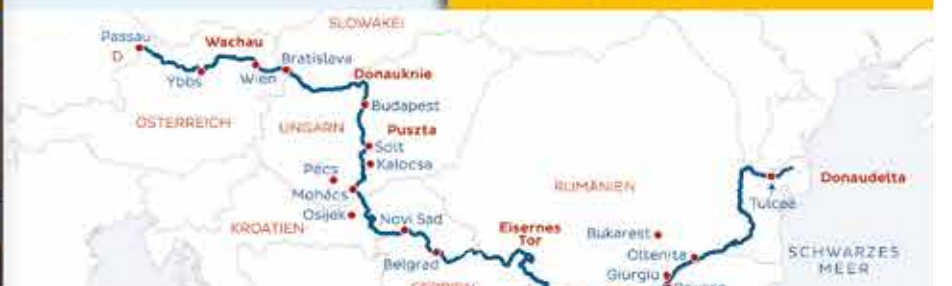 SLOWAKEI
Passau
D
Wachau
Ybbs
Wien
Bratislava
Donauknie
Budapest
ÖSTERREICH
UNGARN
Puszta
Solt
Kalocsa
Pécs
Mohács
Osijek
KROATIEN
Novi Sad
Belgrad
Eisernes
Tor
RUMÄNIEN
Bukarest
Oltenita
Giurgiu
Tulcea
Donaudelta
SCHWARZES
MEER